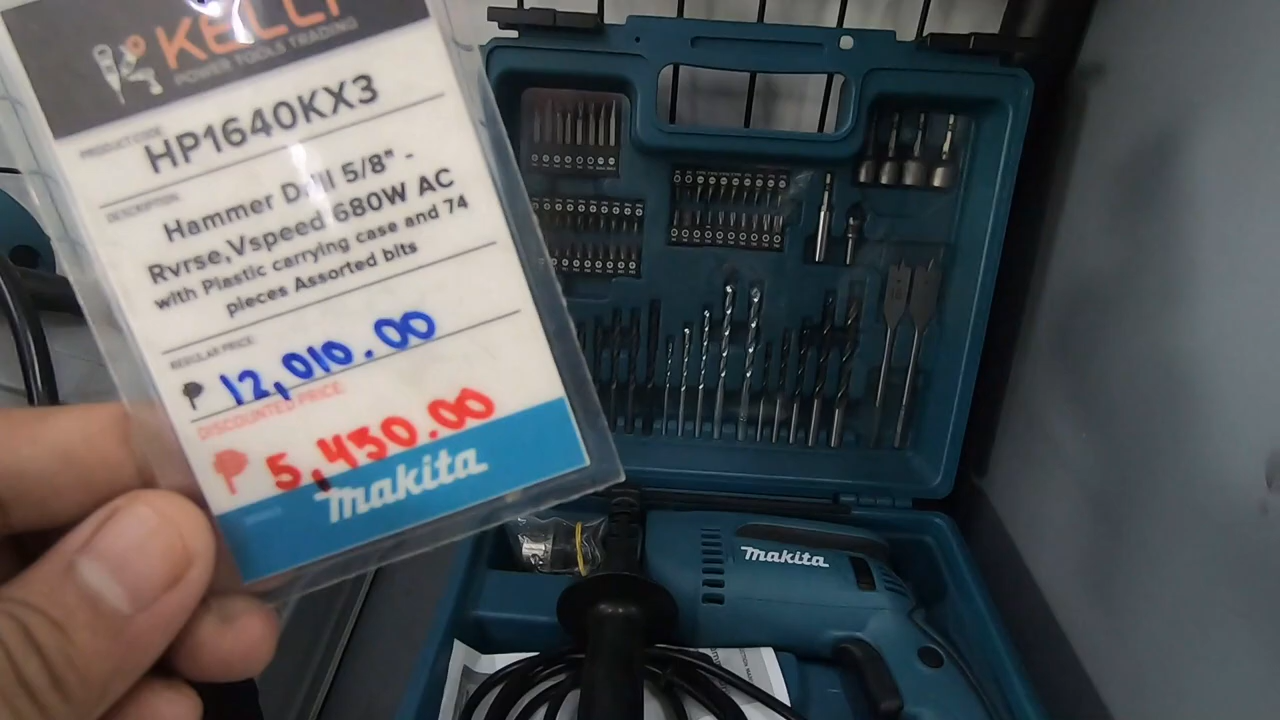 KELLY
POWER TOOLS TRADING
PRODUCT CODE:
HP1640KX3
DESCRIPTION:
Hammer Drill 5/8" -
Rvrse,Vspeed 680W AC
with Plastic carrying case and 74
pieces Assorted bits
REGULAR PRICE:
₱ 12,010.00
DISCOUNTED PRICE
₱ 5,430.00
makita
makita